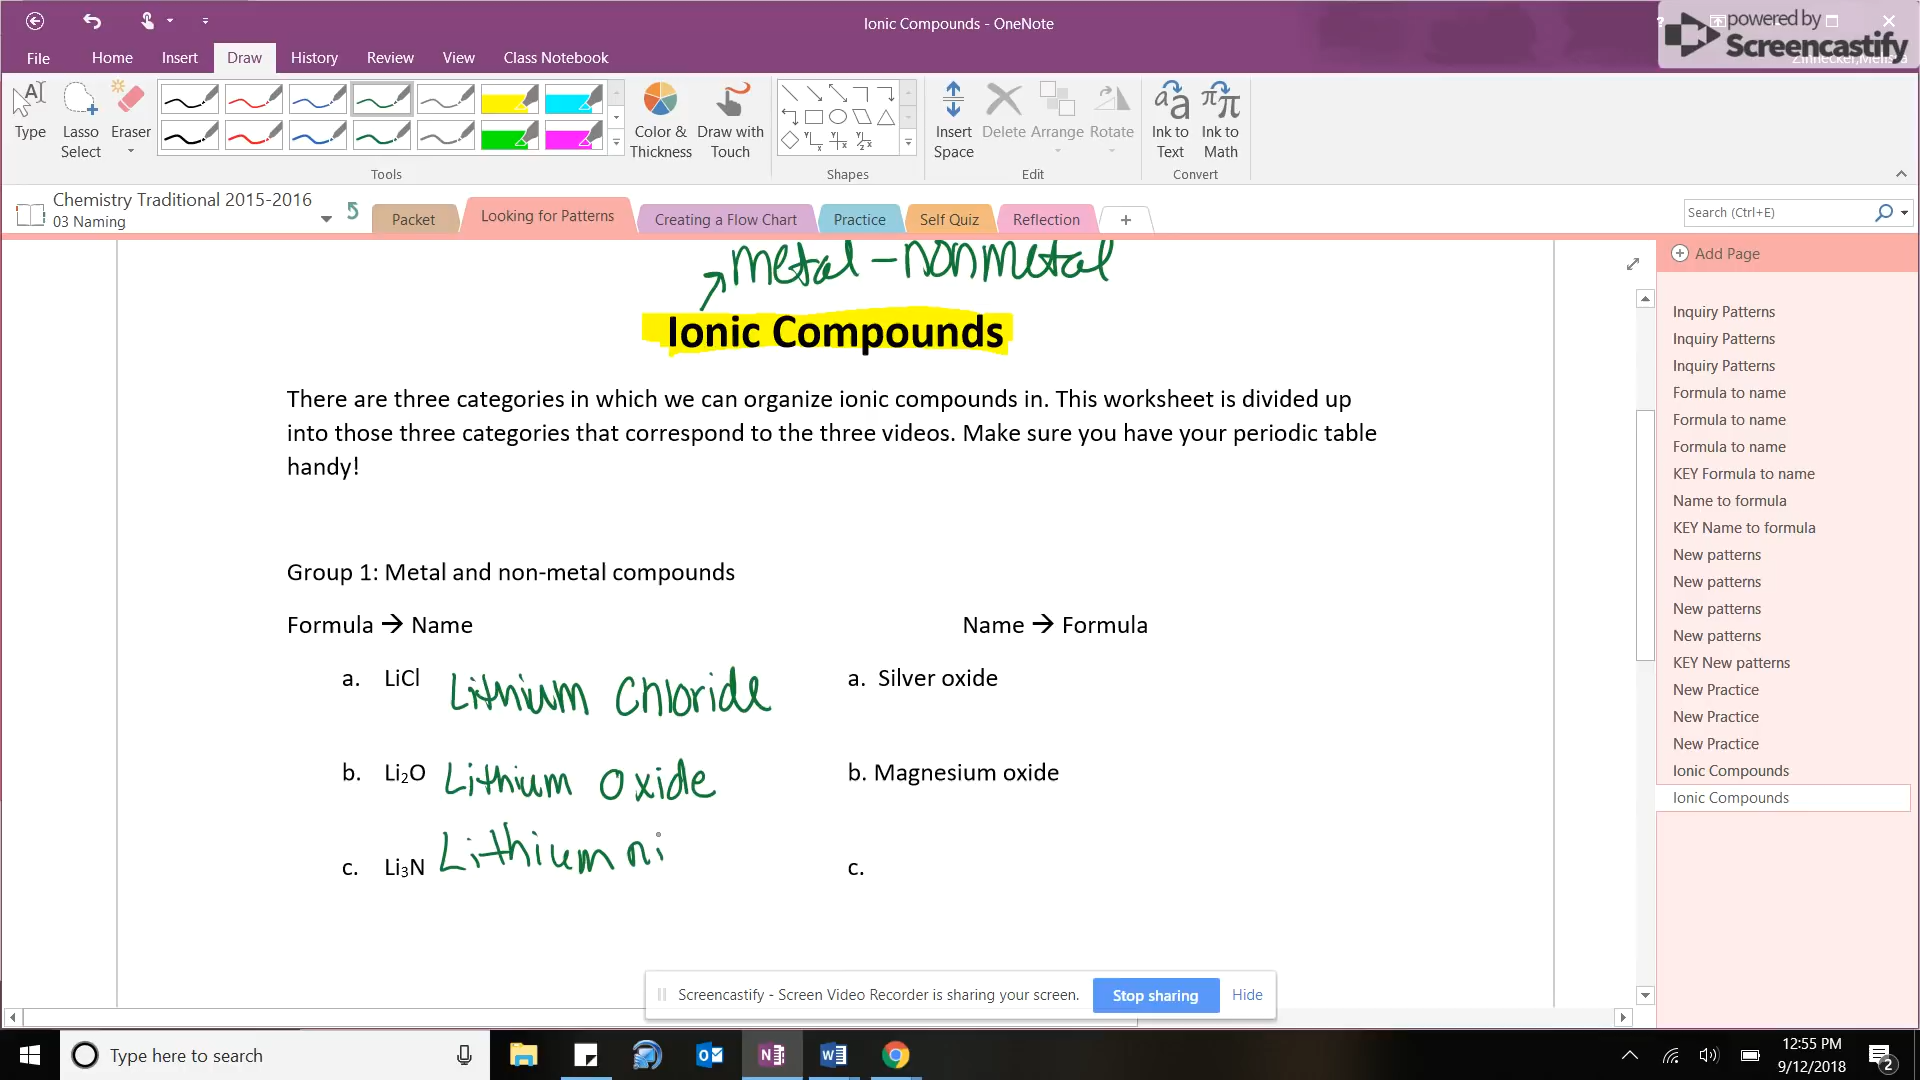 Ionic Compounds - OneNote
powered by
Screencastify
File Home Insert Draw History Review View Class Notebook
Type
Lasso Select
Eraser
Color & Thickness
Draw with Touch
Insert Space
Delete
Arrange
Rotate
Ink to Text
Ink to Math
Tools
Shapes
Edit
Convert
Chemistry Traditional 2015-2016
03 Naming
Packet Looking for Patterns Creating a Flow Chart Practice Self Quiz Reflection +
Search (Ctrl+E)
metal - nonmetal
Ionic Compounds
There are three categories in which we can organize ionic compounds in. This worksheet is divided up
into those three categories that correspond to the three videos. Make sure you have your periodic table
handy!
Group 1: Metal and non-metal compounds
Formula → Name
Name → Formula
a. LiCl Lithium chloride
a. Silver oxide
b. Li₂O Lithium oxide
b. Magnesium oxide
c. Li₃N Lithium ni
c.
Add Page
Inquiry Patterns
Inquiry Patterns
Inquiry Patterns
Formula to name
Formula to name
Formula to name
KEY Formula to name
Name to formula
KEY Name to formula
New patterns
New patterns
New patterns
New patterns
KEY New patterns
New Practice
New Practice
New Practice
Ionic Compounds
Ionic Compounds
Screencastify - Screen Video Recorder is sharing your screen. Stop sharing Hide
Type here to search
12:55 PM
9/12/2018
2